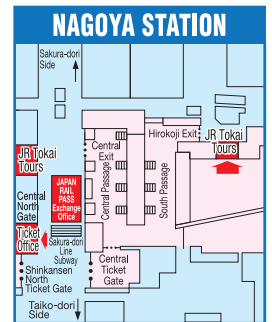 NAGOYA STATION
Sakura-dori
Side
Hirokoji Exit
JR Tokai
Tours
JR Tokai
Tours
Central
Exit
JAPAN
RAIL
PASS
Exchange
Office
Central Passage
South Passage
Central
North
Gate
Ticket
Office
Sakura-dori
Line
Subway
Shinkansen
North
Ticket Gate
Central
Ticket
Gate
Taiko-dori
Side